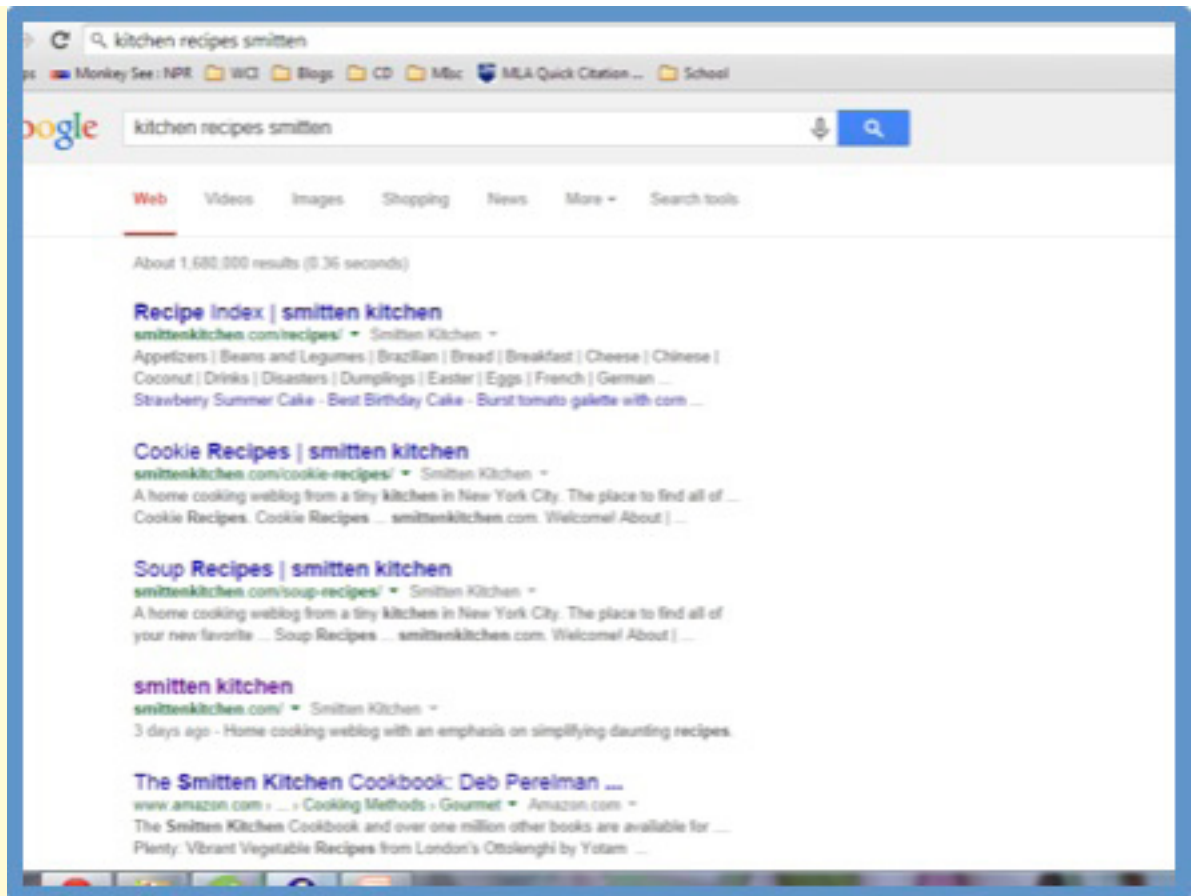 kitchen recipes smitten
Monkey See : NPR WCI Blogs CD Misc MLA Quick Citation ... School
oogle kitchen recipes smitten
Web Videos Images Shopping News More Search tools
About 1,680,000 results (0.36 seconds)
Recipe Index | smitten kitchen
smittenkitchen.com/recipes/ Smitten Kitchen
Appetizers | Beans and Legumes | Brazilian | Bread | Breakfast | Cheese | Chinese |
Coconut | Drinks | Disasters | Dumplings | Easter | Eggs | French | German ...
Strawberry Summer Cake - Best Birthday Cake - Burst tomato galette with corn ...
Cookie Recipes | smitten kitchen
smittenkitchen.com/cookie-recipes/ Smitten Kitchen
A home cooking weblog from a tiny kitchen in New York City. The place to find all of ...
Cookie Recipes. Cookie Recipes ... smittenkitchen.com. Welcome! About | ...
Soup Recipes | smitten kitchen
smittenkitchen.com/soup-recipes/ Smitten Kitchen
A home cooking weblog from a tiny kitchen in New York City. The place to find all of
your new favorite ... Soup Recipes ... smittenkitchen.com. Welcome! About | ...
smitten kitchen
smittenkitchen.com/ Smitten Kitchen
3 days ago - Home cooking weblog with an emphasis on simplifying daunting recipes.
The Smitten Kitchen Cookbook: Deb Perelman ...
www.amazon.com › ... › Cooking Methods › Gourmet Amazon.com
The Smitten Kitchen Cookbook and over one million other books are available for ...
Plenty: Vibrant Vegetable Recipes from London's Ottolenghi by Yotam ...